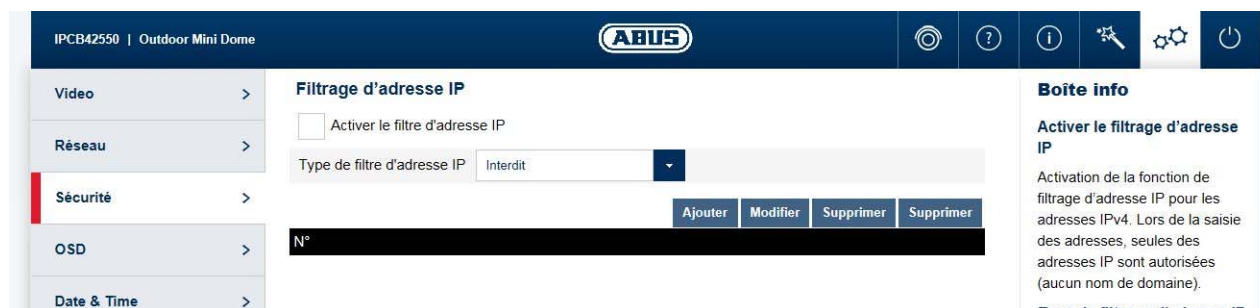 IPCB42550 | Outdoor Mini Dome
ABUS
Video
Réseau
Sécurité
OSD
Date & Time
Filtrage d'adresse IP
Activer le filtre d'adresse IP
Type de filtre d'adresse IP Interdit
Ajouter Modifier Supprimer Supprimer
N°
Boîte info
Activer le filtrage d'adresse
IP
Activation de la fonction de
filtrage d'adresse IP pour les
adresses IPv4. Lors de la saisie
des adresses, seules des
adresses IP sont autorisées
(aucun nom de domaine).